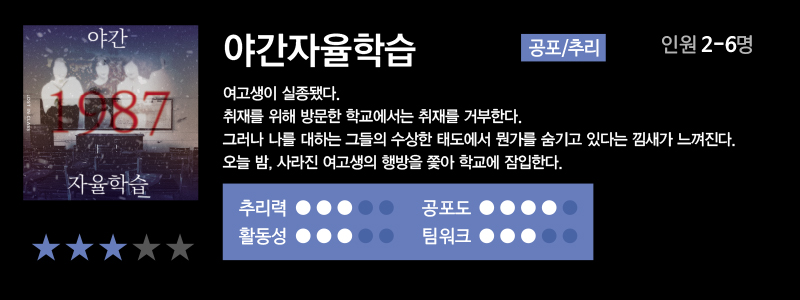 야간
1987
자율학습
야간자율학습
공포/추리
인원 2-6명
여고생이 실종됐다.
취재를 위해 방문한 학교에서는 취재를 거부한다.
그러나 나를 대하는 그들의 수상한 태도에서 뭔가를 숨기고 있다는 낌새가 느껴진다.
오늘 밤, 사라진 여고생의 행방을 쫓아 학교에 잠입한다.
추리력
공포도
활동성
팀워크